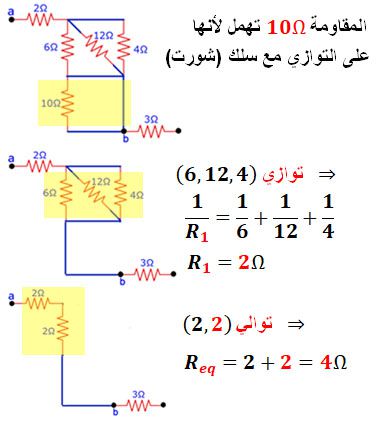 المقاومة 10Ω تهمل لأنها
على التوازي مع سلك (شورت)
a 2Ω
6Ω 12Ω 4Ω
10Ω
b 3Ω
a 2Ω
6Ω 12Ω 4Ω
b 3Ω
(6, 12, 4) توازي ⇒
1/R₁ = 1/6 + 1/12 + 1/4
R₁ = 2Ω
a 2Ω
2Ω
b 3Ω
(2, 2) توالي ⇒
R_eq = 2 + 2 = 4Ω